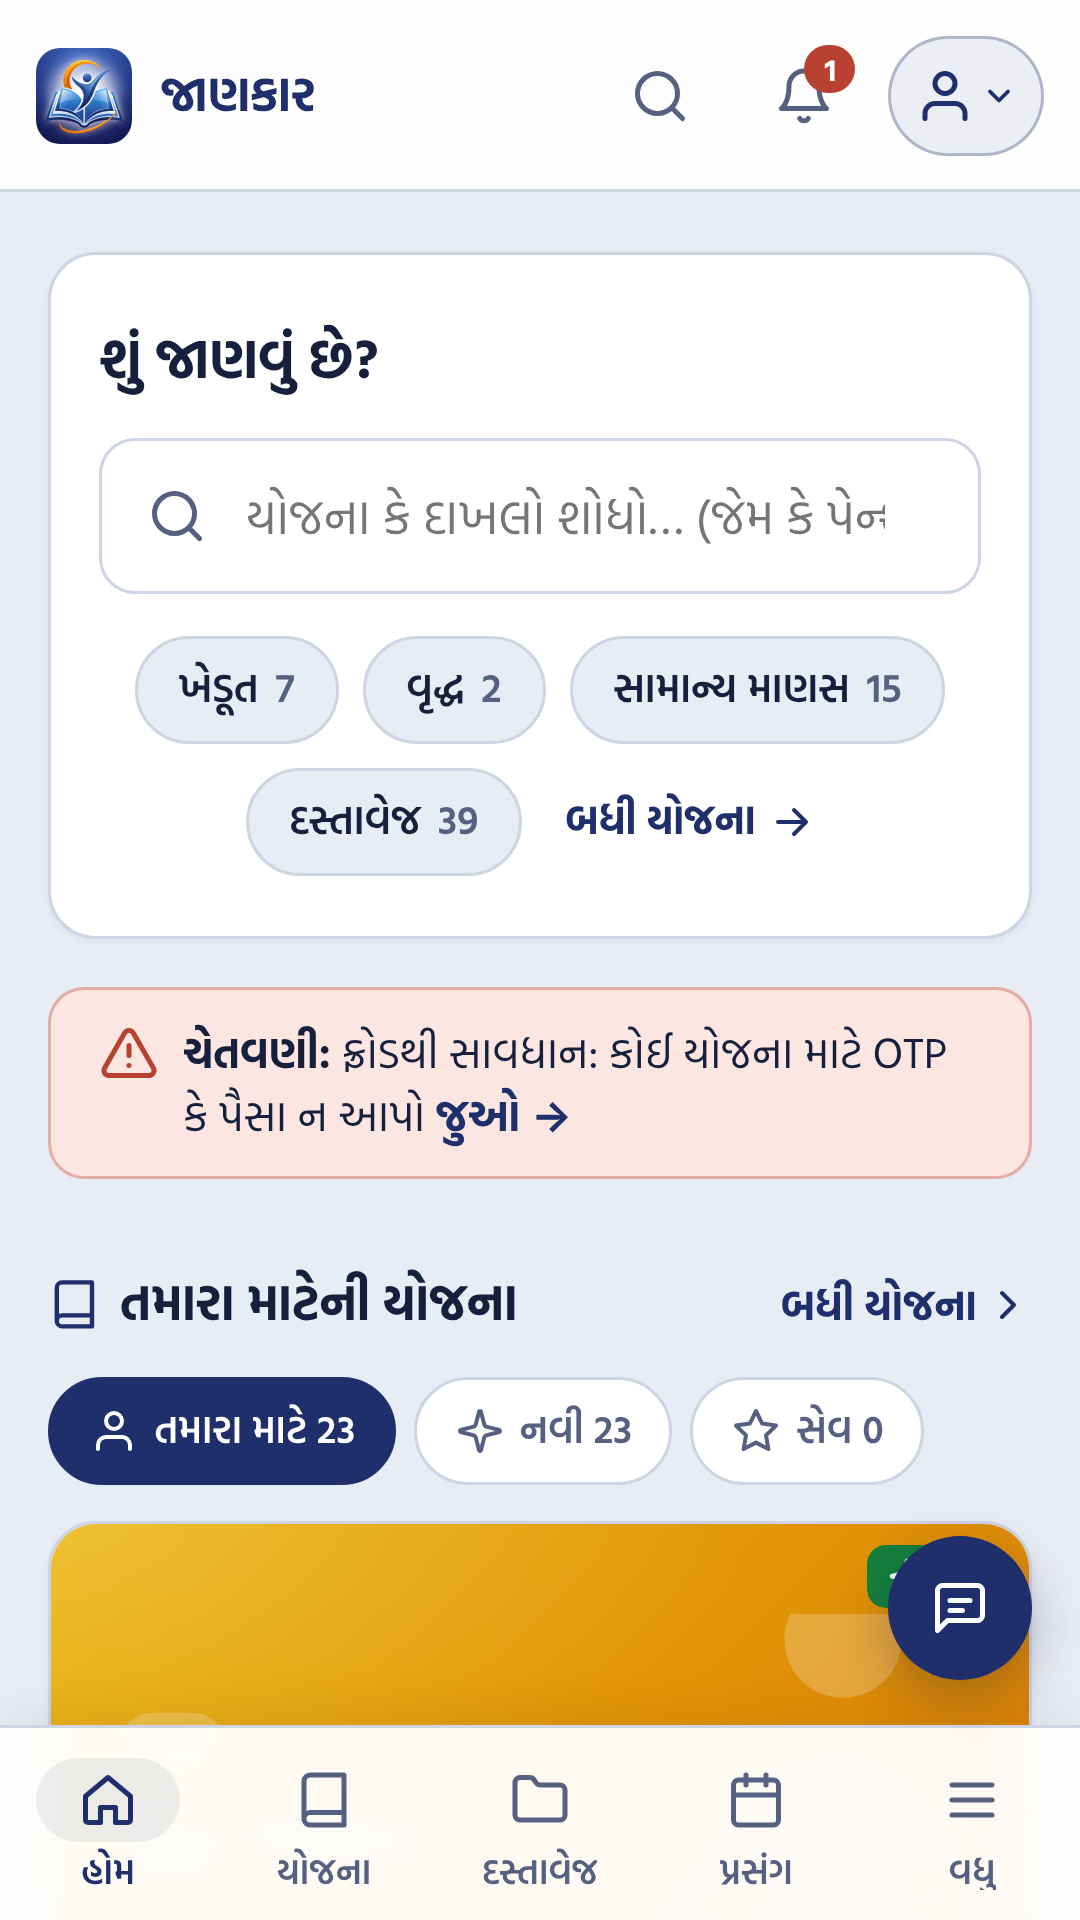 જાણકાર
1
શું જાણવું છે?
યોજના કે દાખલો શોધો... (જેમ કે
ખેડૂત 7
વૃદ્ધ 2
સામાન્ય માણસ 15
દસ્તાવેજ 39
બધી યોજના →
ચેતવણી: ફ્રોડથી સાવધાન: કોઈ યોજના માટે OTP
કે પૈસા ન આપો જુઓ →
તમારા માટેની યોજના
બધી યોજના
તમારા માટે 23
નવી 23
સેવ 0
હોમ
યોજના
દસ્તાવેજ
પ્રસંગ
વધુ